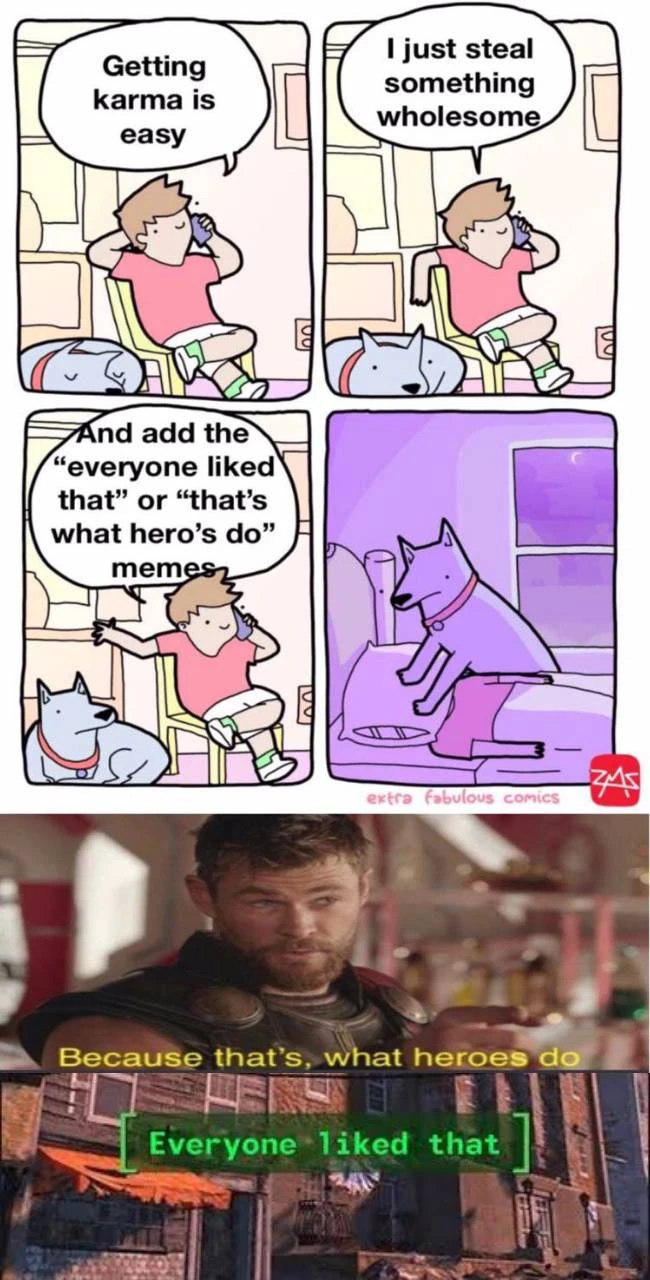 Getting
karma is
easy
I just steal
something
wholesome
And add the
“everyone liked
that” or “that’s
what hero’s do”
memes
ZMS
extra fabulous comics
Because that's, what heroes do
[Everyone liked that]